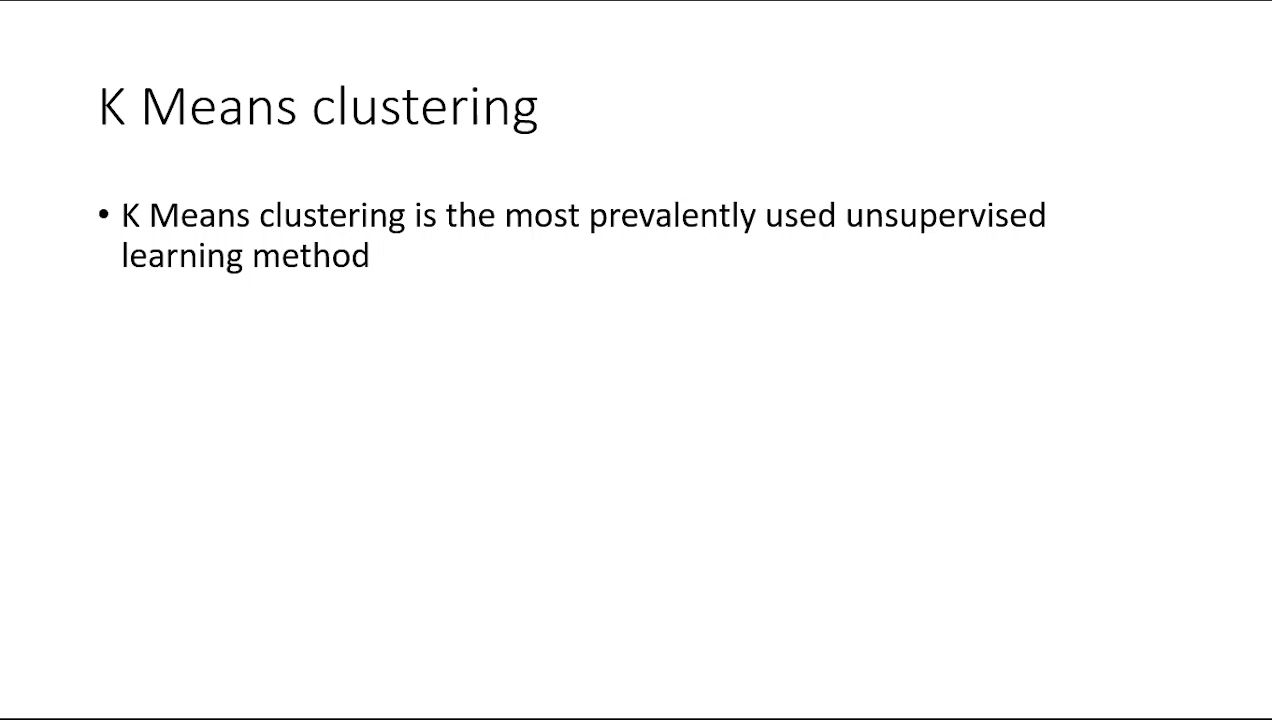 K Means clustering
• K Means clustering is the most prevalently used unsupervised
learning method